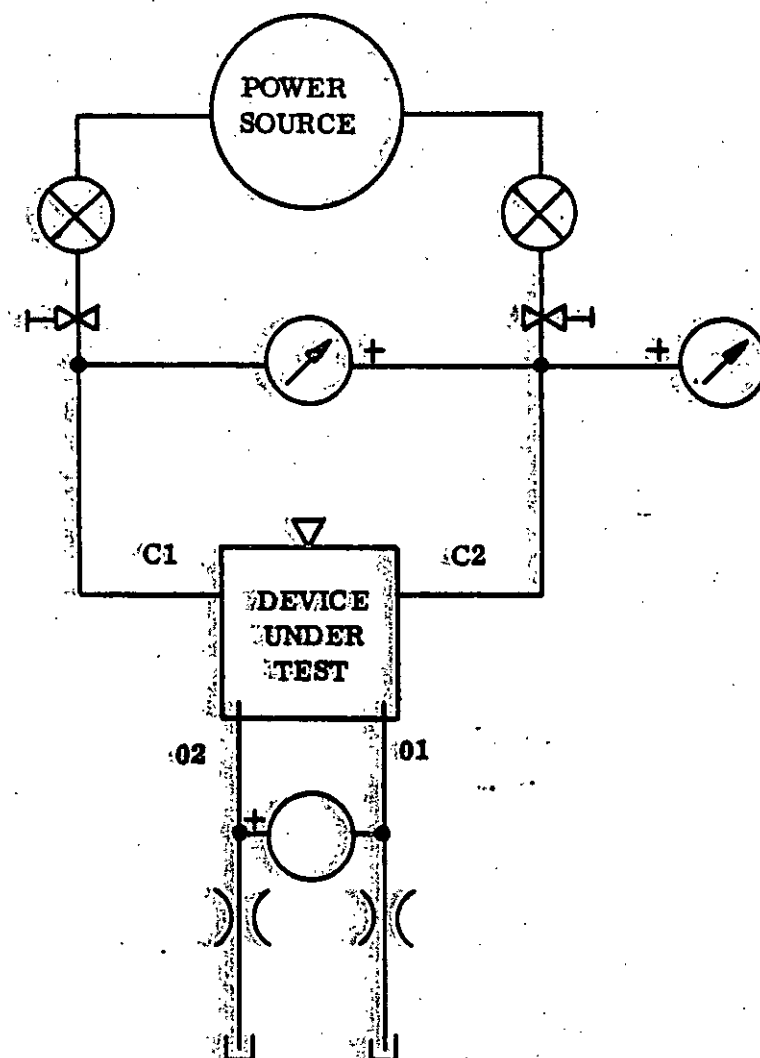 POWER
SOURCE
+
+
C1
C2
DEVICE
UNDER
TEST
02
01
+